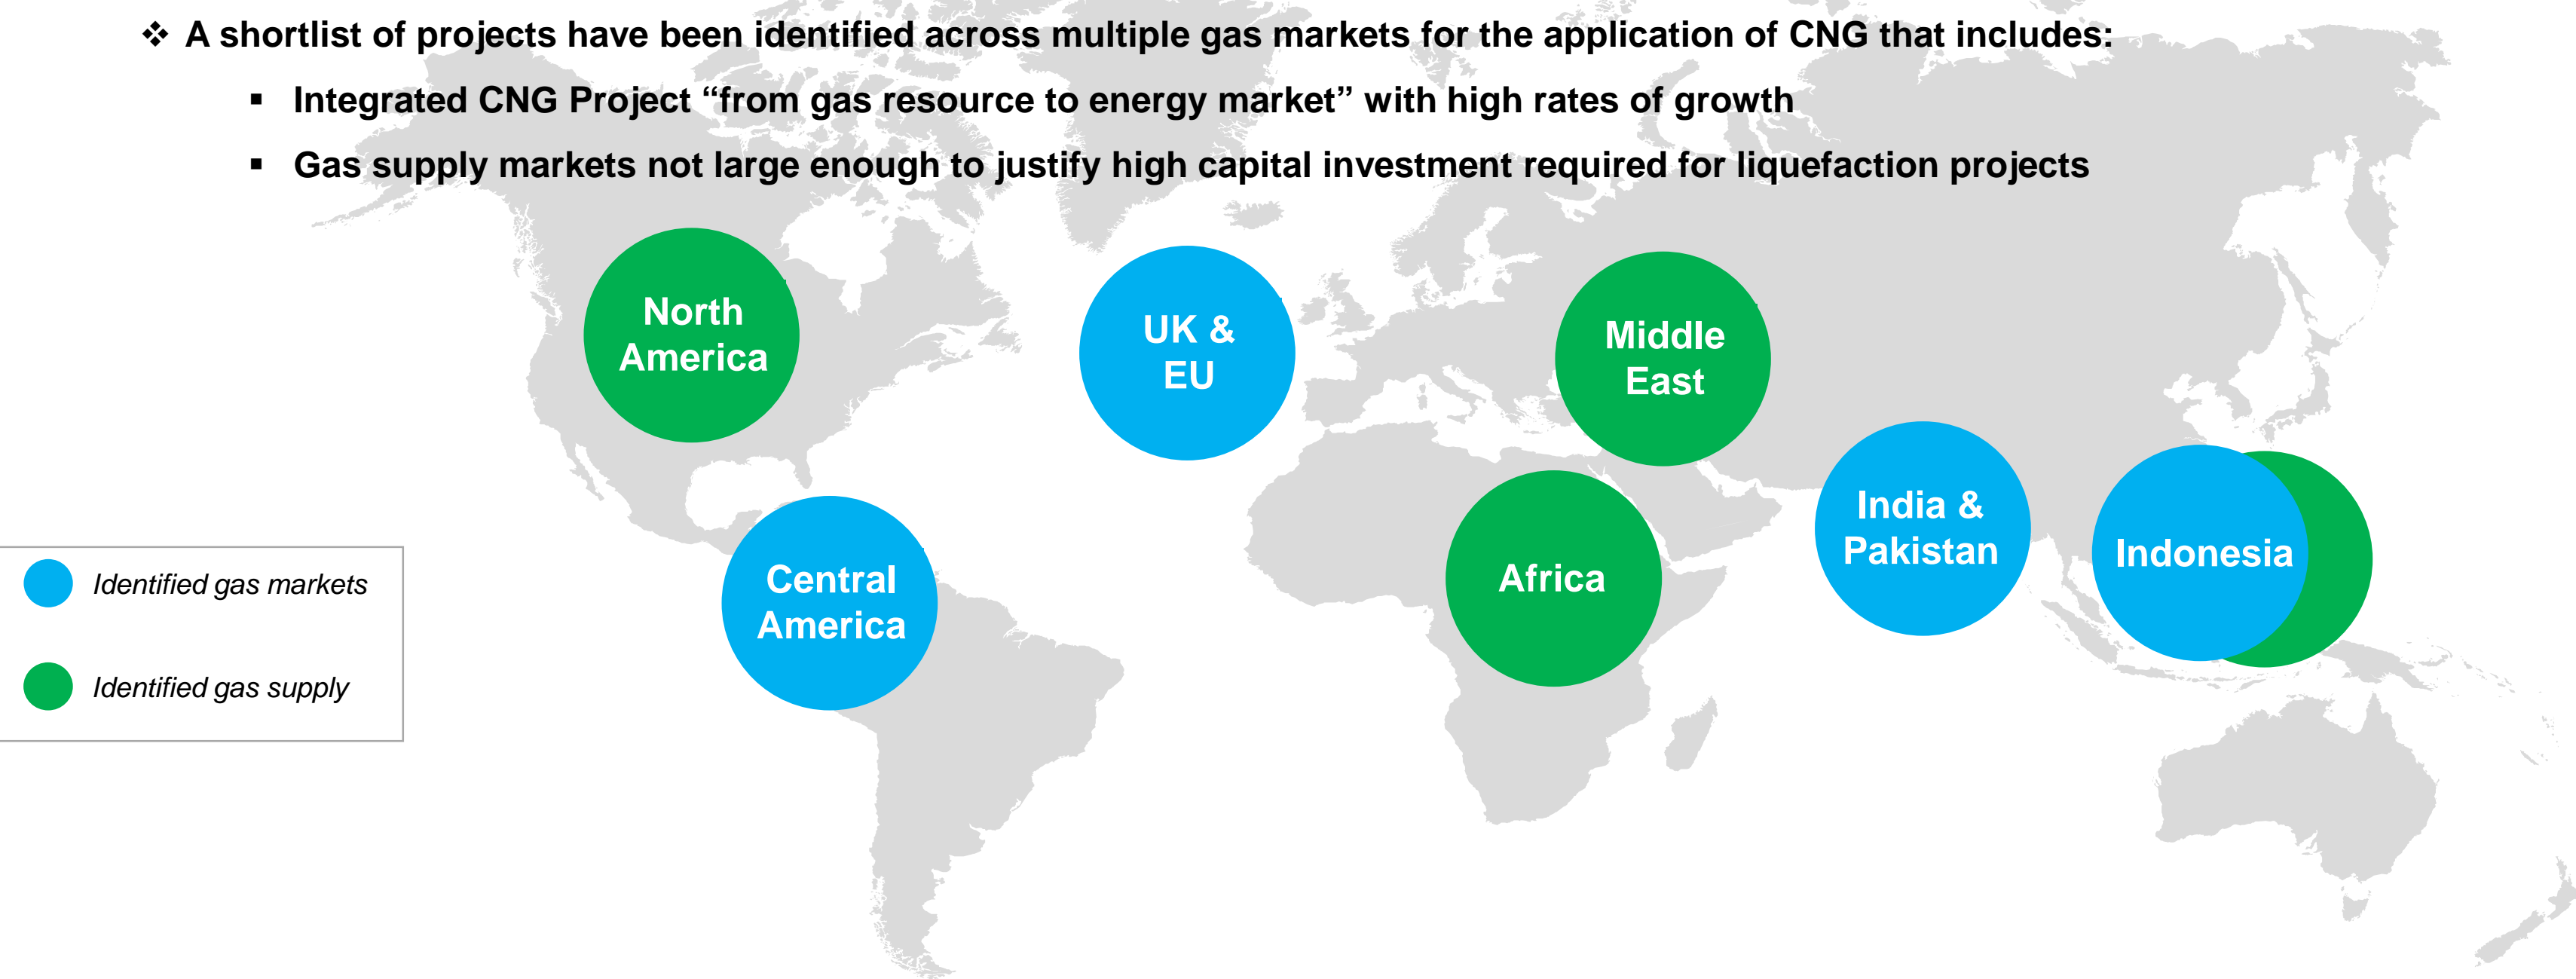 ❖ A shortlist of projects have been identified across multiple gas markets for the application of CNG that includes:
▪ Integrated CNG Project “from gas resource to energy market” with high rates of growth
▪ Gas supply markets not large enough to justify high capital investment required for liquefaction projects
North
America
UK &
EU
Middle
East
India &
Pakistan
Indonesia
Central
America
Africa
Identified gas markets
Identified gas supply